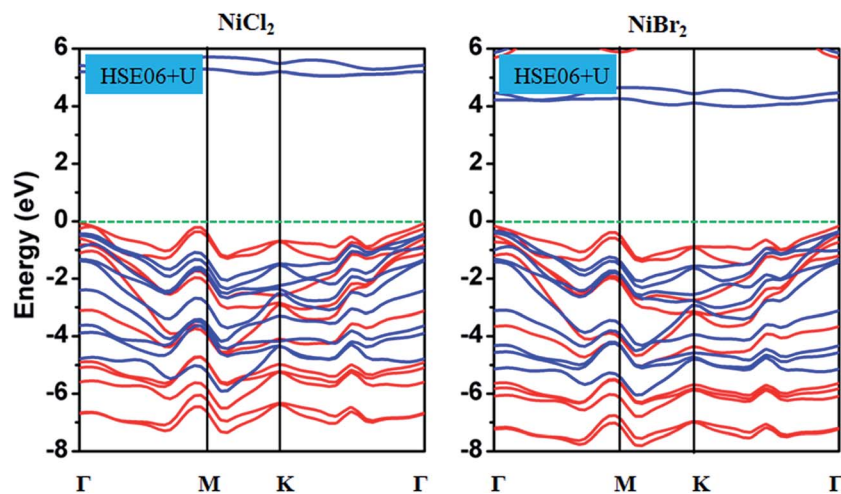 NiCl2
NiBr2
6
HSE06+U
4
2
0
-2
-4
-6
-8
Energy (eV)
Γ M K Γ
6
HSE06+U
4
2
0
-2
-4
-6
-8
Γ M K Γ